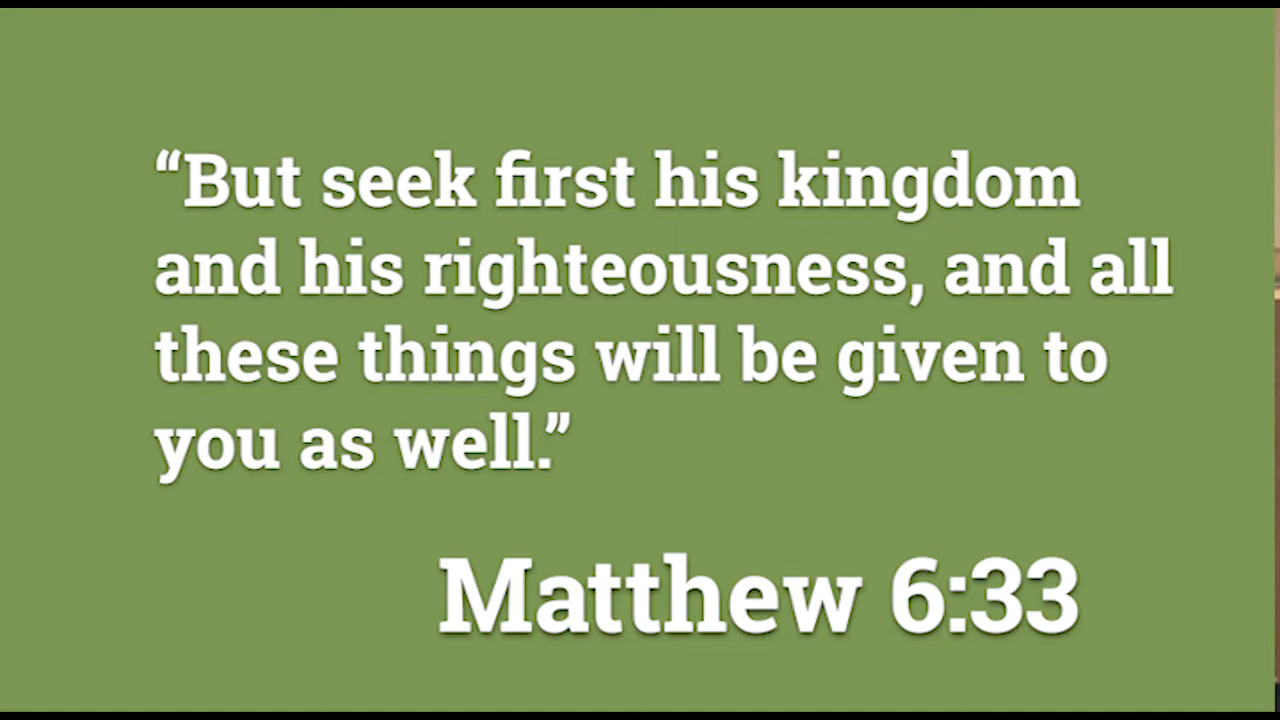 “But seek first his kingdom
and his righteousness, and all
these things will be given to
you as well.”
Matthew 6:33